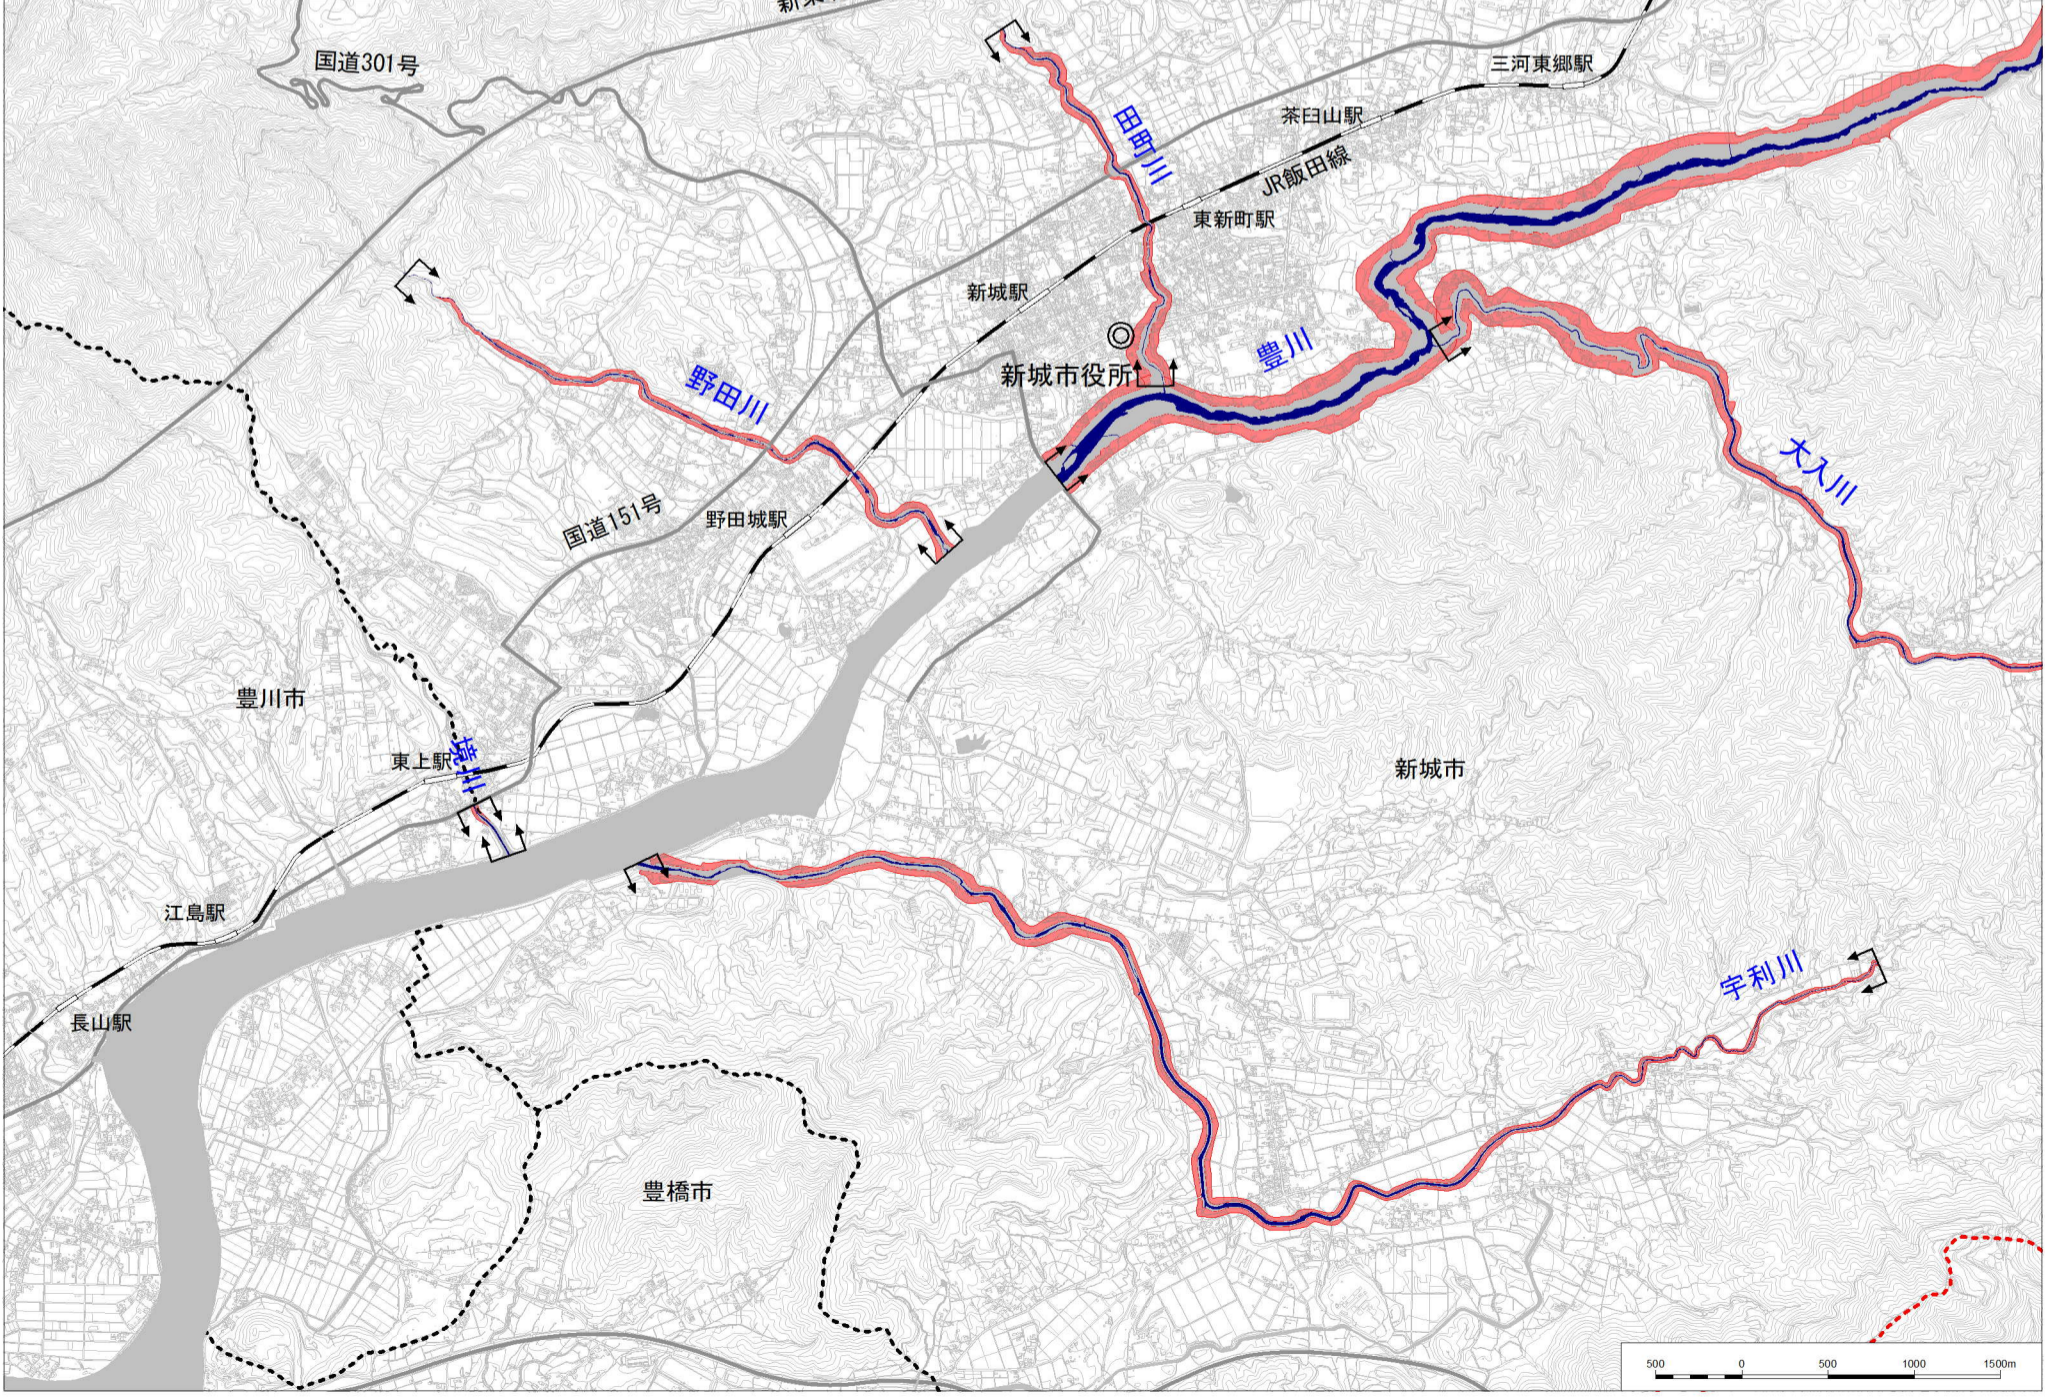 国道301号
三河東郷駅
茶臼山駅
田町川
JR飯田線
東新町駅
新城駅
豊川
新城市役所
野田川
大入川
国道151号
野田城駅
豊川市
東上駅
境川
新城市
江島駅
宇利川
長山駅
豊橋市
500 0 500 1000 1500m